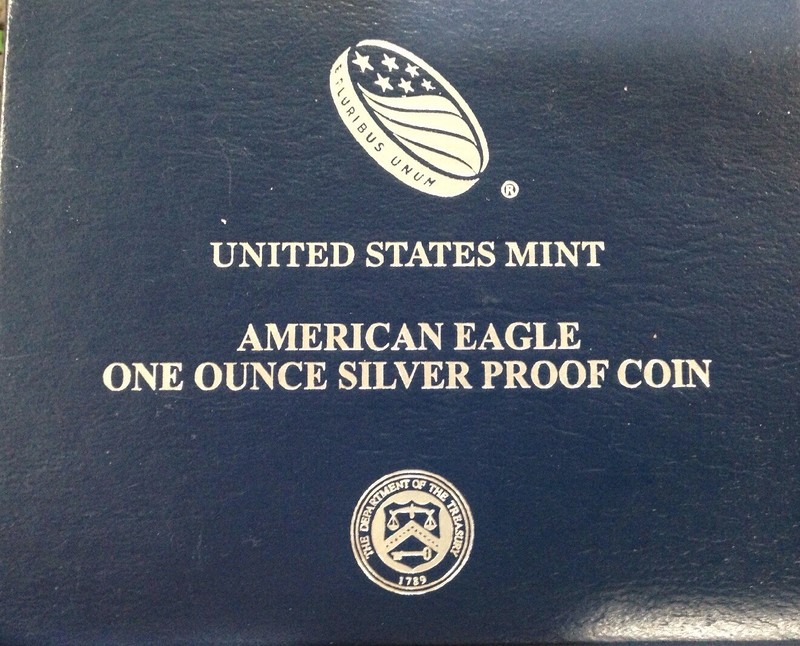 E PLURIBUS UNUM
®
UNITED STATES MINT
AMERICAN EAGLE
ONE OUNCE SILVER PROOF COIN
THE DEPARTMENT OF THE TREASURY
1789